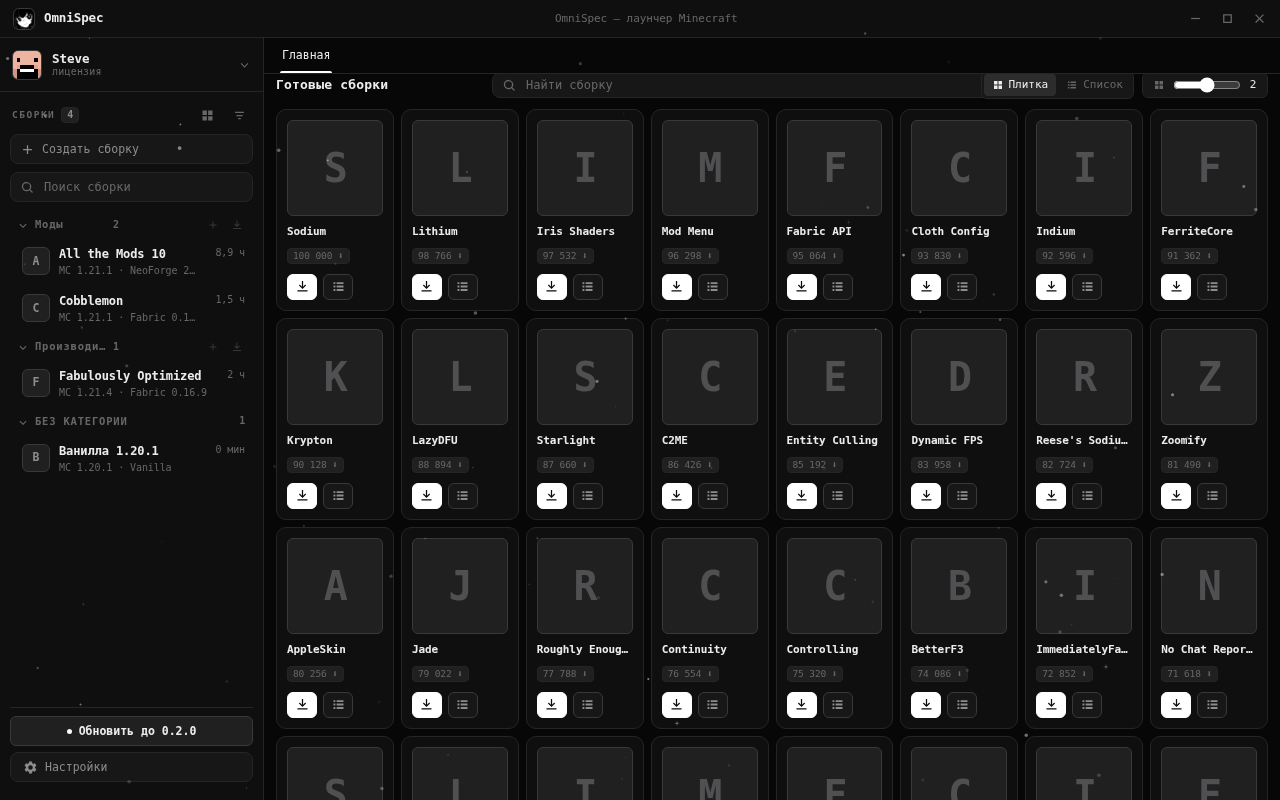 OmniSpec
OmniSpec — лаунчер Minecraft
Steve
лицензия
Главная
СБОРКИ 4
Создать сборку
Поиск сборки
Моды 2
A
All the Mods 10
8,9 ч
MC 1.21.1 · NeoForge 2…
C
Cobblemon
1,5 ч
MC 1.21.1 · Fabric 0.1…
Производи… 1
F
Fabulously Optimized
2 ч
MC 1.21.4 · Fabric 0.16.9
БЕЗ КАТЕГОРИИ 1
В
Ванилла 1.20.1
0 мин
MC 1.20.1 · Vanilla
Обновить до 0.2.0
Настройки
Готовые сборки
Найти сборку
Плитка
Список
2
S L I M F C I F
Sodium Lithium Iris Shaders Mod Menu Fabric API Cloth Config Indium FerriteCore
100 000 ⬇ 98 766 ⬇ 97 532 ⬇ 96 298 ⬇ 95 064 ⬇ 93 830 ⬇ 92 596 ⬇ 91 362 ⬇
K L S C E D R Z
Krypton LazyDFU Starlight C2ME Entity Culling Dynamic FPS Reese's Sodiu… Zoomify
90 128 ⬇ 88 894 ⬇ 87 660 ⬇ 86 426 ⬇ 85 192 ⬇ 83 958 ⬇ 82 724 ⬇ 81 490 ⬇
A J R C C B I N
AppleSkin Jade Roughly Enoug… Continuity Controlling BetterF3 ImmediatelyFa… No Chat Repor…
80 256 ⬇ 79 022 ⬇ 77 788 ⬇ 76 554 ⬇ 75 320 ⬇ 74 086 ⬇ 72 852 ⬇ 71 618 ⬇
S L I M F C I F